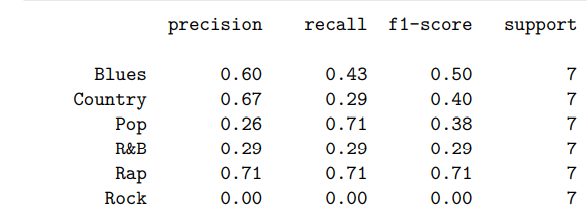 precision recall f1-score support
Blues 0.60 0.43 0.50 7
Country 0.67 0.29 0.40 7
Pop 0.26 0.71 0.38 7
R&B 0.29 0.29 0.29 7
Rap 0.71 0.71 0.71 7
Rock 0.00 0.00 0.00 7